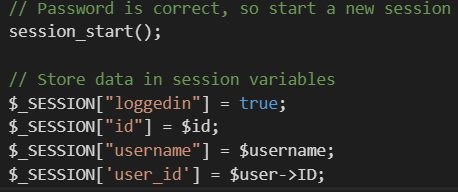 // Password is correct, so start a new session
session_start();
// Store data in session variables
$_SESSION["loggedin"] = true;
$_SESSION["id"] = $id;
$_SESSION["username"] = $username;
$_SESSION['user_id'] = $user->ID;